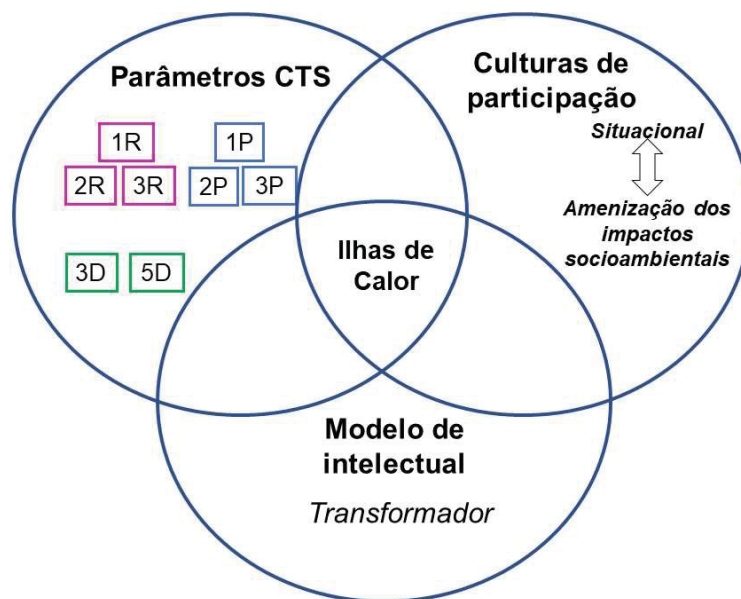 Parâmetros CTS
1R
1P
2R
3R
2P
3P
3D
5D
Culturas de
participação
Situacional
Amenização dos
impactos
socioambientais
Ilhas de
Calor
Modelo de
intelectual
Transformador